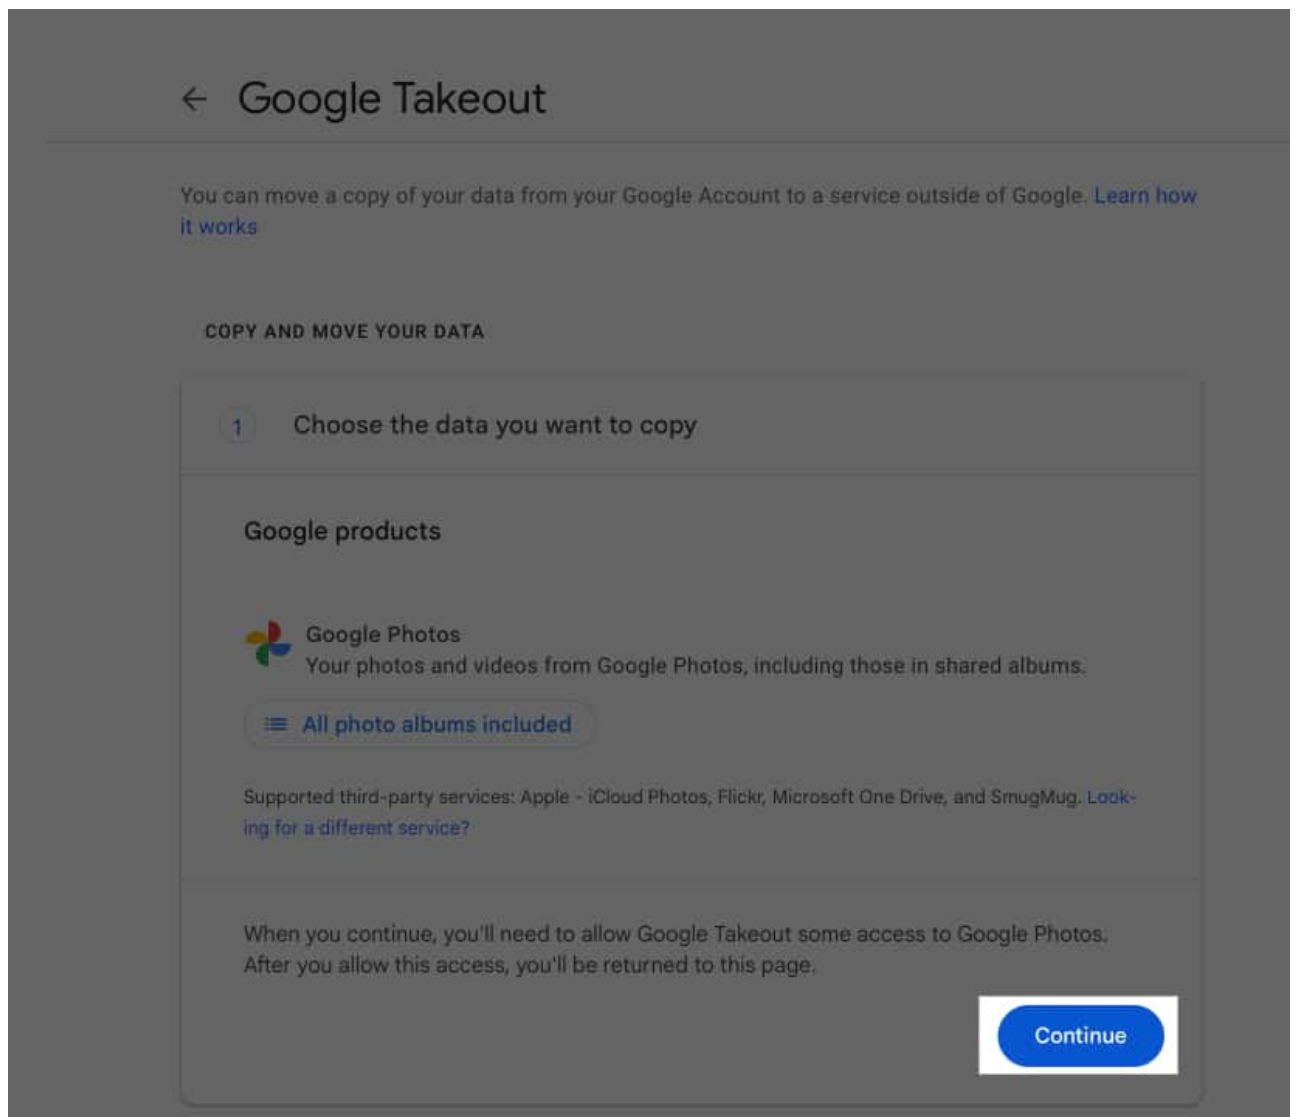 Google Takeout
You can move a copy of your data from your Google Account to a service outside of Google. Learn how
it works
COPY AND MOVE YOUR DATA
1 Choose the data you want to copy
Google products
Google Photos
Your photos and videos from Google Photos, including those in shared albums.
All photo albums included
Supported third-party services: Apple - iCloud Photos, Flickr, Microsoft One Drive, and SmugMug. Look-
ing for a different service?
When you continue, you'll need to allow Google Takeout some access to Google Photos.
After you allow this access, you'll be returned to this page.
Continue